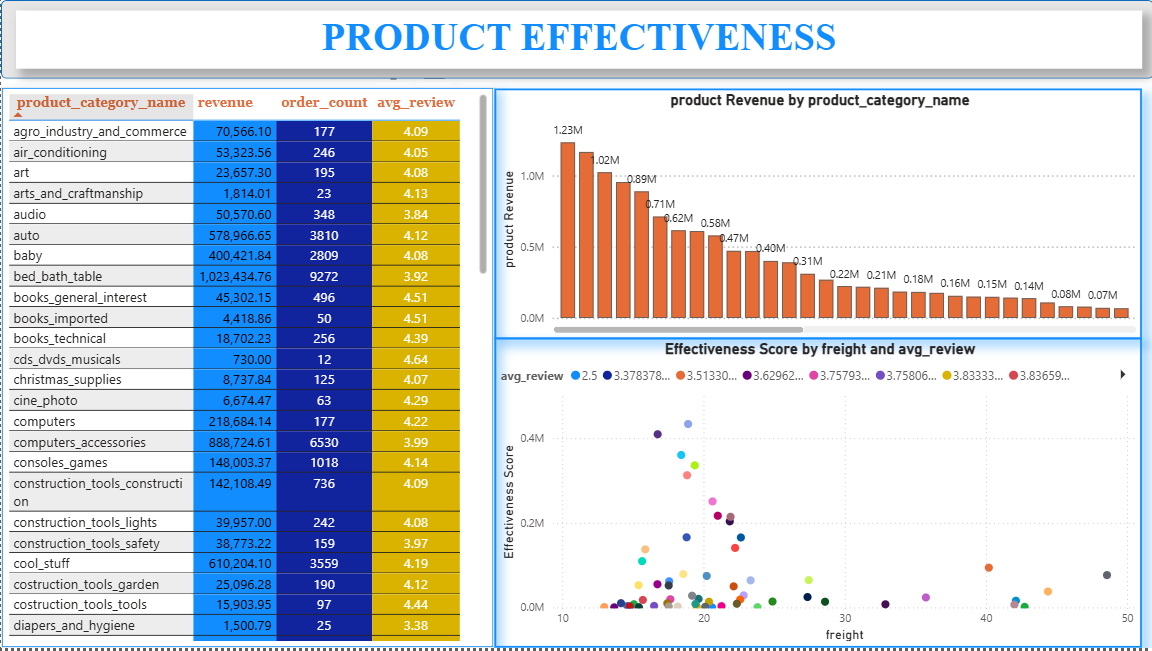 PRODUCT EFFECTIVENESS
product_category_name revenue order_count avg_review
agro_industry_and_commerce 70,566.10 177 4.09
air_conditioning 53,323.56 246 4.05
art 23,657.30 195 4.08
arts_and_craftmanship 1,814.01 23 4.13
audio 50,570.60 348 3.84
auto 578,966.65 3810 4.12
baby 400,421.84 2809 4.08
bed_bath_table 1,023,434.76 9272 3.92
books_general_interest 45,302.15 496 4.51
books_imported 4,418.86 50 4.51
books_technical 18,702.23 256 4.39
cds_dvds_musicals 730.00 12 4.64
christmas_supplies 8,737.84 125 4.07
cine_photo 6,674.47 63 4.29
computers 218,684.14 177 4.22
computers_accessories 888,724.61 6530 3.99
consoles_games 148,003.37 1018 4.14
construction_tools_constructi 142,108.49 736 4.09
on
construction_tools_lights 39,957.00 242 4.08
construction_tools_safety 38,773.22 159 3.97
cool_stuff 610,204.10 3559 4.19
costruction_tools_garden 25,096.28 190 4.12
costruction_tools_tools 15,903.95 97 4.44
diapers_and_hygiene 1,500.79 25 3.38
product Revenue by product_category_name
product Revenue
1.0M
0.5M
0.0M
1.23M
1.02M
0.89M
0.71M
0.62M
0.58M
0.47M
0.40M
0.31M
0.22M
0.21M
0.18M
0.16M
0.15M
0.14M
0.08M
0.07M
Effectiveness Score by freight and avg_review
avg_review 2.5 3.378378... 3.51330... 3.62962... 3.75793... 3.75806... 3.83333... 3.83659...
Effectiveness Score
0.4M
0.2M
0.0M
10 20 30 40 50
freight